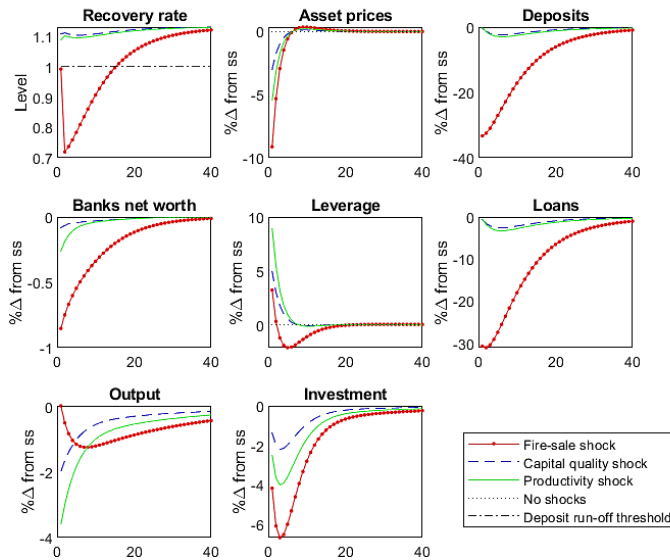 Recovery rate
Level
1.1
1
0.9
0.8
0.7
0
20
40
Asset prices
%Δ from ss
0
-5
-10
0
20
40
Deposits
%Δ from ss
0
-20
-40
0
20
40
Banks net worth
%Δ from ss
0
-0.5
-1
0
20
40
Leverage
%Δ from ss
10
5
0
0
20
40
Loans
%Δ from ss
0
-10
-20
-30
0
20
40
Output
%Δ from ss
0
-2
-4
0
20
40
Investment
%Δ from ss
0
-2
-4
-6
0
20
40
Fire-sale shock
Capital quality shock
Productivity shock
No shocks
Deposit run-off threshold